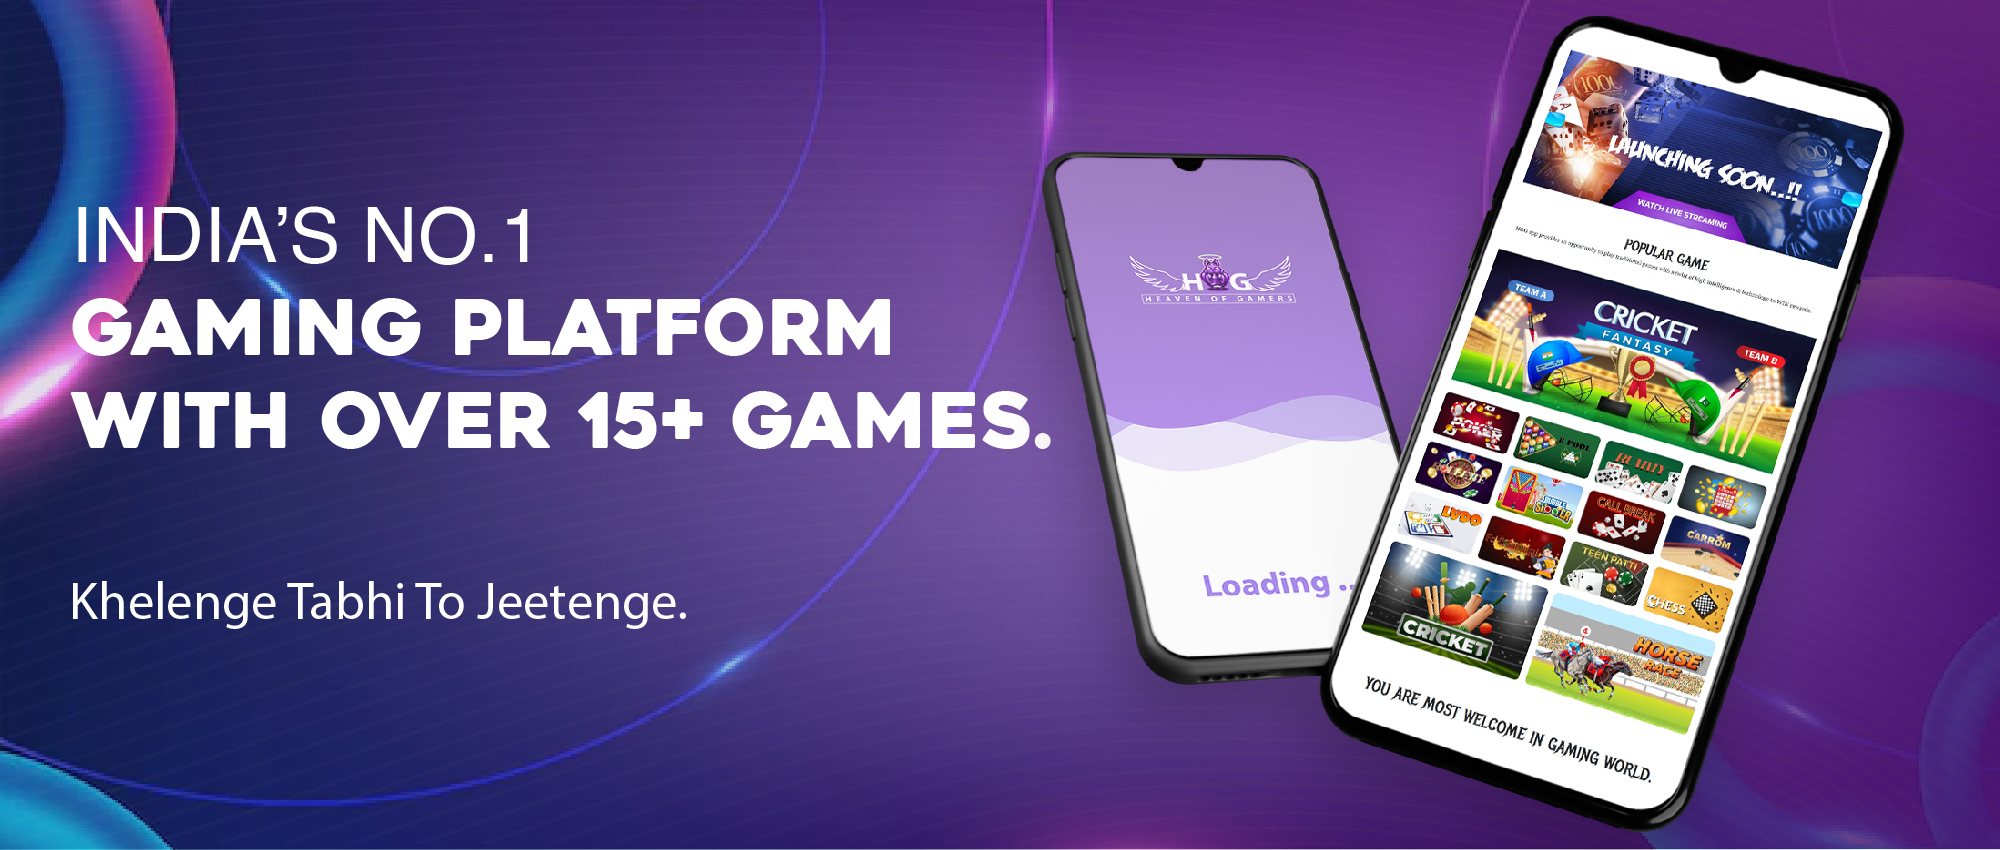 INDIA'S NO.1
GAMING PLATFORM
WITH OVER 15+ GAMES.
Khelenge Tabhi To Jeetenge.
H G
HEAVEN OF GAMERS
Loading ..
LAUNCHING SOON...!!
WATCH LIVE STREAMING
POPULAR GAME
TEAM A
CRICKET
FANTASY
TEAM B
POKER
POOL
RUMMY
BUBBLE
SHOOTER
CALL BREAK
LUDO
CARROM
TEEN PATTI
CHESS
CRICKET
HORSE
RACE
YOU ARE MOST WELCOME IN GAMING WORLD.